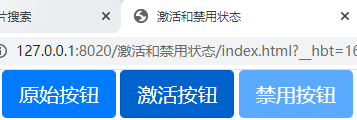 片搜索
激活和禁用状态
127.0.0.1:8020/激活和禁用状态/index.html?__hbt=16
原始按钮 激活按钮 禁用按钮